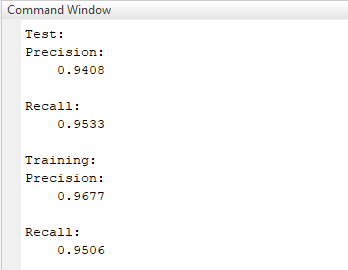 Command Window
Test:
Precision:
0.9408
Recall:
0.9533
Training:
Precision:
0.9677
Recall:
0.9506